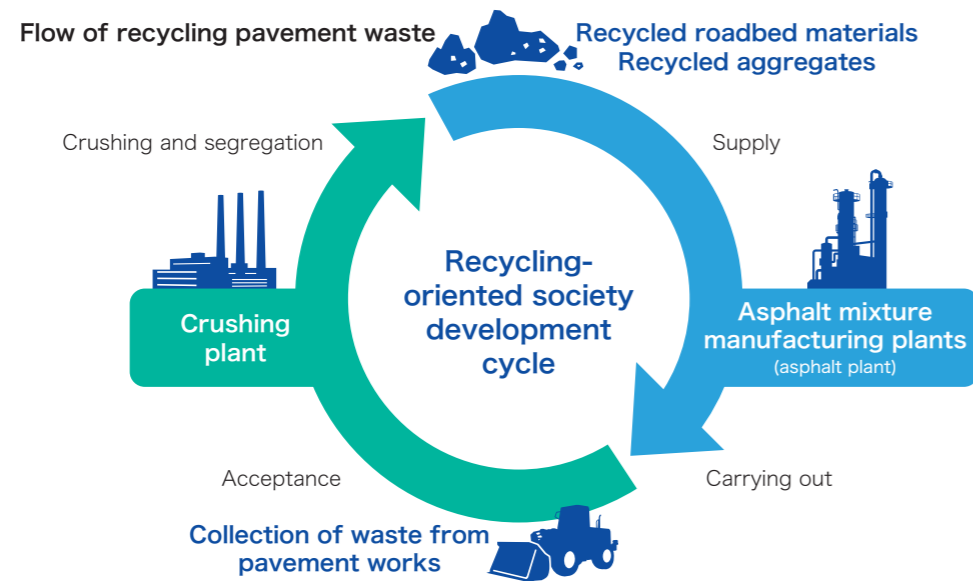 Flow of recycling pavement waste
Recycled roadbed materials
Recycled aggregates
Crushing and segregation
Supply
Recycling-
oriented society
development
cycle
Crushing
plant
Asphalt mixture
manufacturing plants
(asphalt plant)
Acceptance
Carrying out
Collection of waste from
pavement works